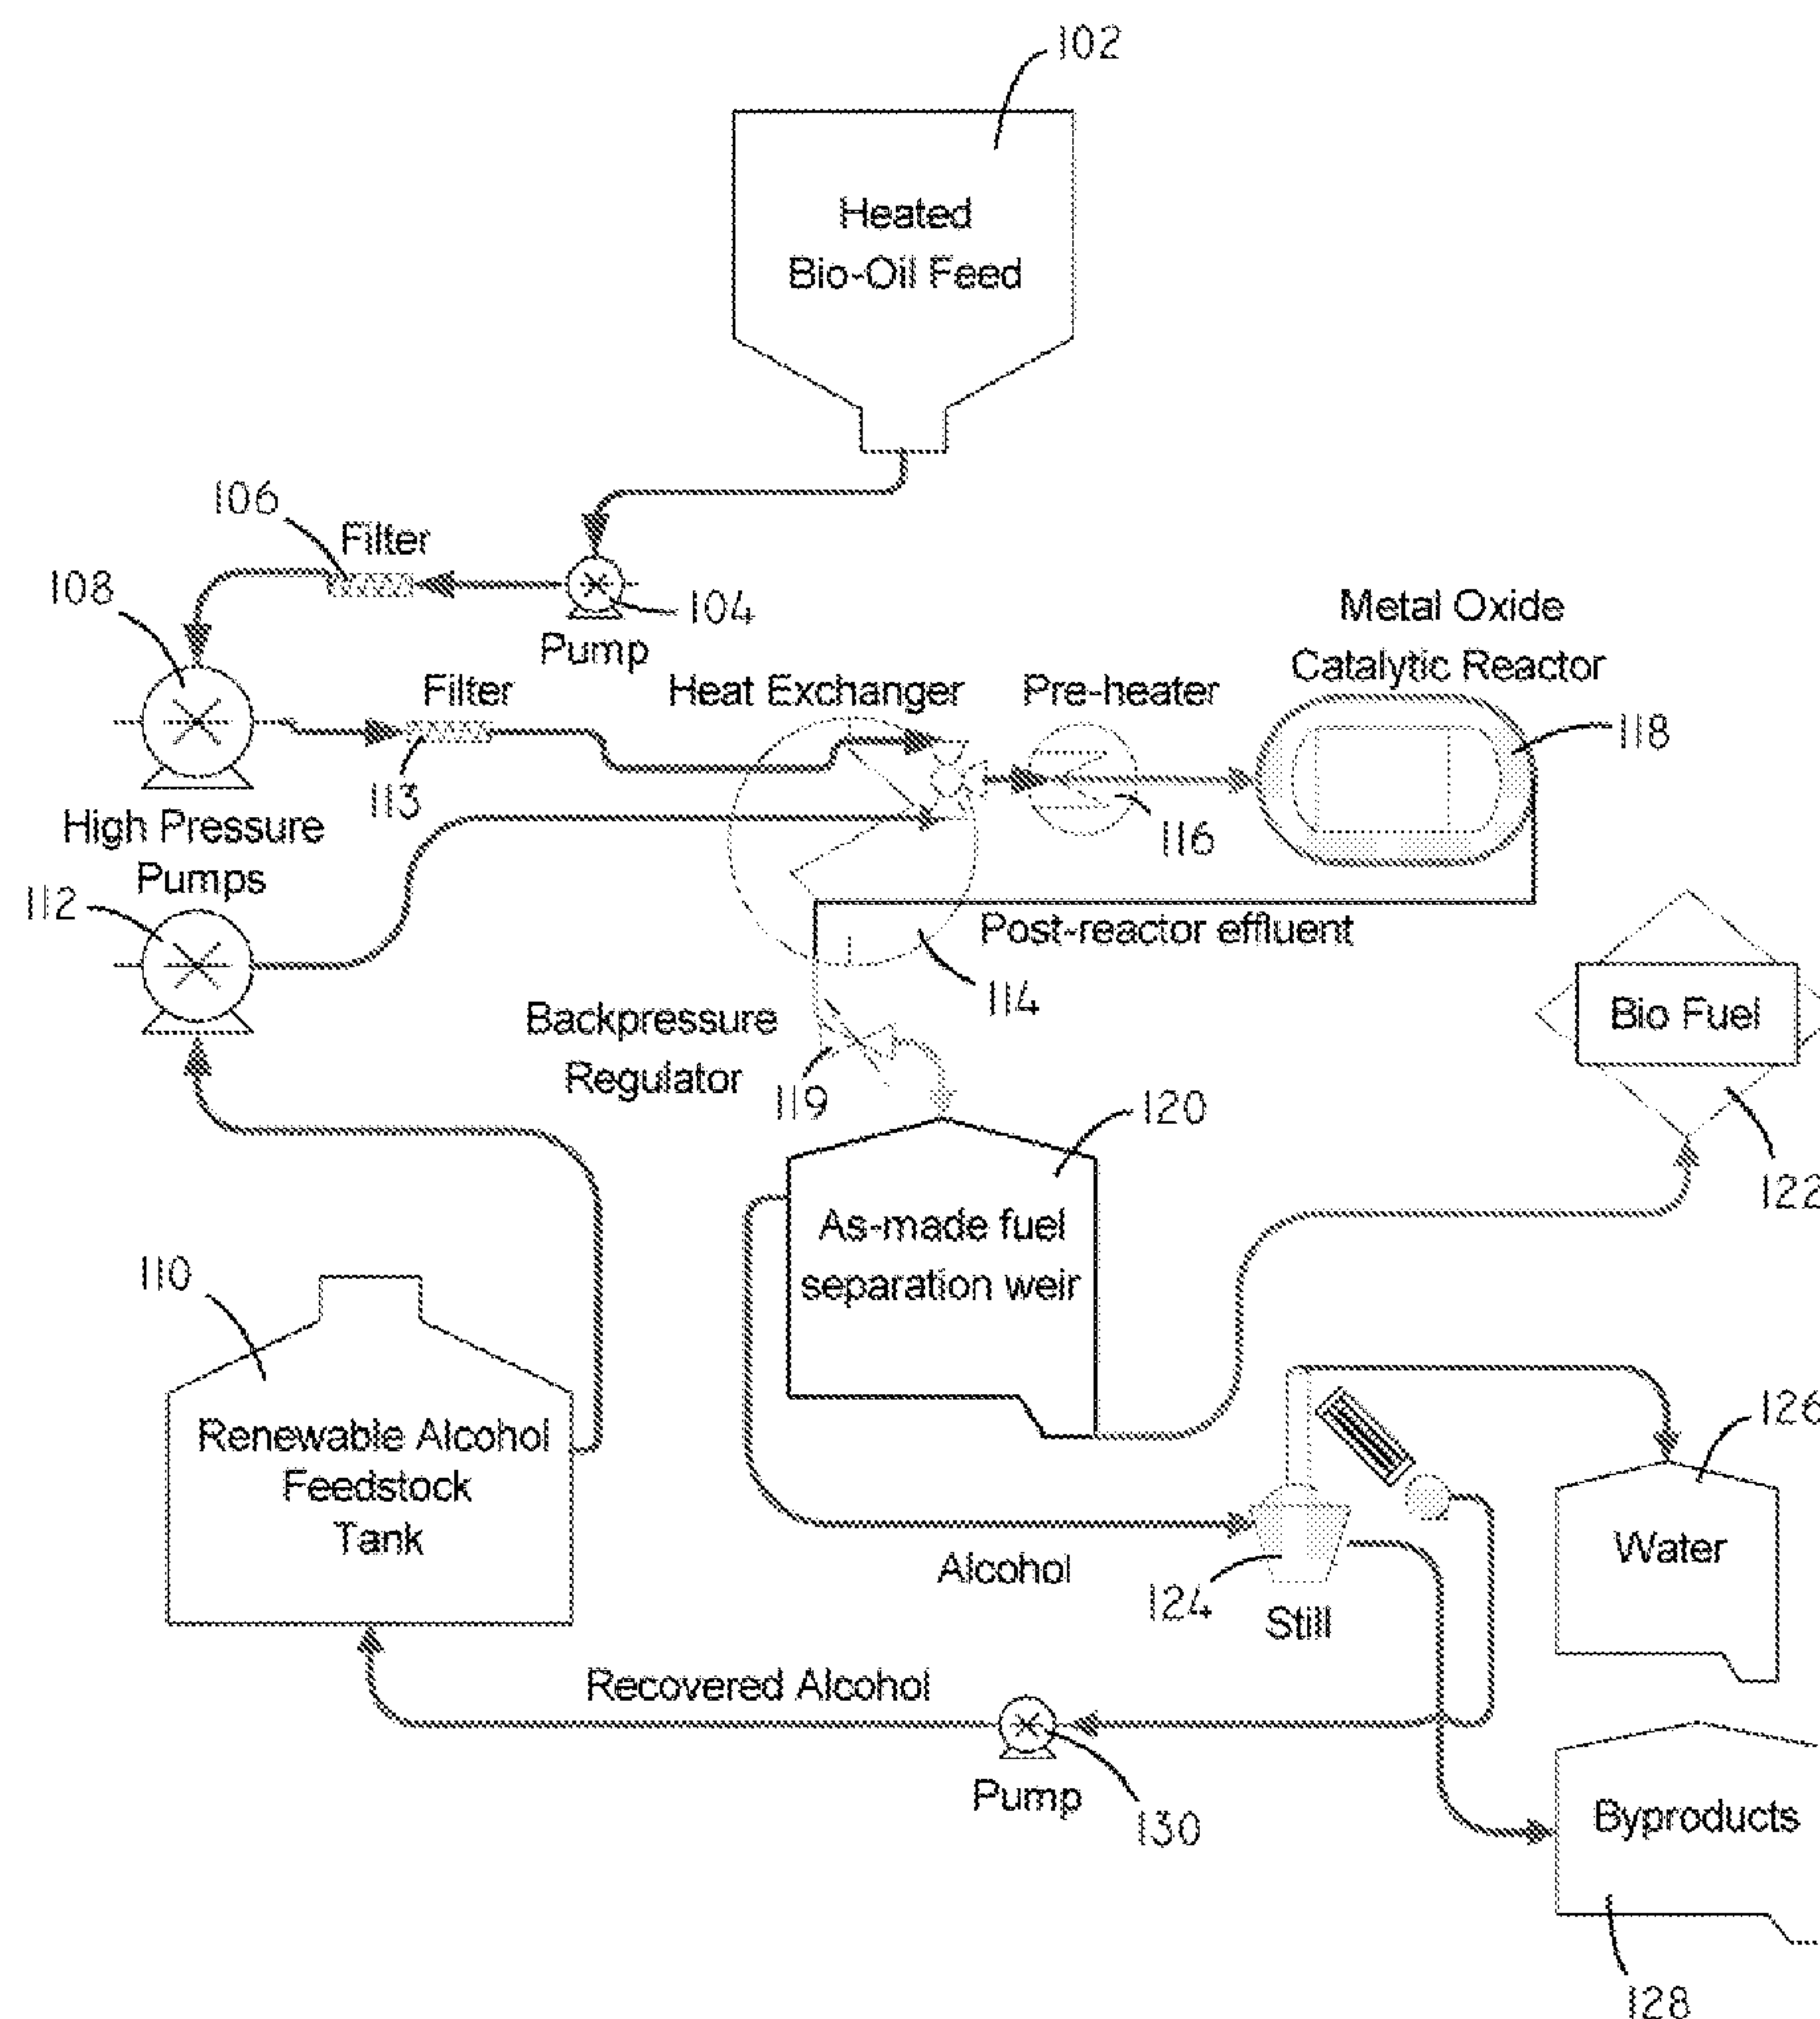 102
Heated
Bio-Oil Feed
106
Filter
108
104
Pump
Metal Oxide
Catalytic Reactor
Filter
Heat Exchanger
Pre-heater
118
113
116
High Pressure
Pumps
112
Post-reactor effluent
114
Bio Fuel
Backpressure
Regulator
119
120
122
As-made fuel
separation weir
110
126
Renewable Alcohol
Feedstock
Tank
Water
Alcohol
124
Still
Recovered Alcohol
Pump
130
Byproducts
128